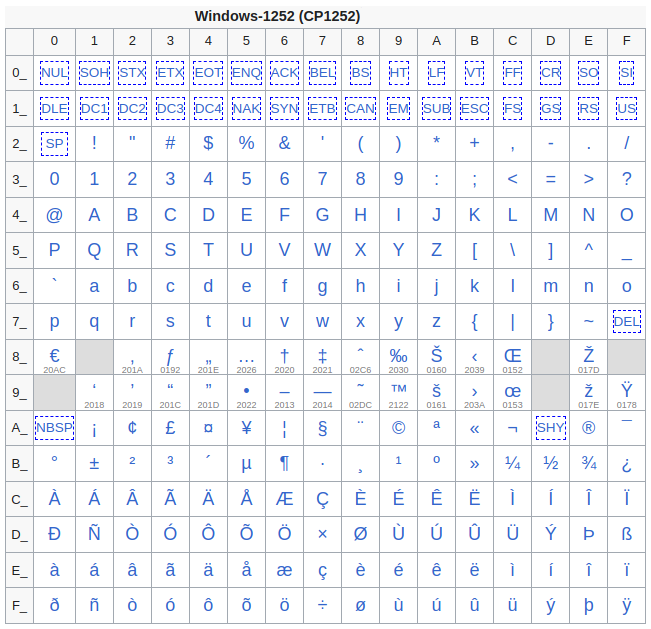 Windows-1252 (CP1252)
0 1 2 3 4 5 6 7 8 9 A B C D E F
0_ NUL SOH STX ETX EOT ENQ ACK BEL BS HT LF VT FF CR SO SI
1_ DLE DC1 DC2 DC3 DC4 NAK SYN ETB CAN EM SUB ESC FS GS RS US
2_ SP ! " # $ % & ' ( ) * + , - . /
3_ 0 1 2 3 4 5 6 7 8 9 : ; < = > ?
4_ @ A B C D E F G H I J K L M N O
5_ P Q R S T U V W X Y Z [ \ ] ^ _
6_ ` a b c d e f g h i j k l m n o
7_ p q r s t u v w x y z { | } ~ DEL
8_ € ‚ ƒ „ … † ‡ ˆ ‰ Š ‹ Œ Ž
20AC 201A 0192 201E 2026 2020 2021 02C6 2030 0160 2039 0152 017D
9_ ‘ ’ “ ” • – — ˜ ™ š › œ ž Ÿ
2018 2019 201C 201D 2022 2013 2014 02DC 2122 0161 203A 0153 017E 0178
A_ NBSP ¡ ¢ £ ¤ ¥ ¦ § ¨ © ª « ¬ SHY ® ¯
B_ ° ± ² ³ ´ µ ¶ · ¸ ¹ º » ¼ ½ ¾ ¿
C_ À Á Â Ã Ä Å Æ Ç È É Ê Ë Ì Í Î Ï
D_ Ð Ñ Ò Ó Ô Õ Ö × Ø Ù Ú Û Ü Ý Þ ß
E_ à á â ã ä å æ ç è é ê ë ì í î ï
F_ ð ñ ò ó ô õ ö ÷ ø ù ú û ü ý þ ÿ